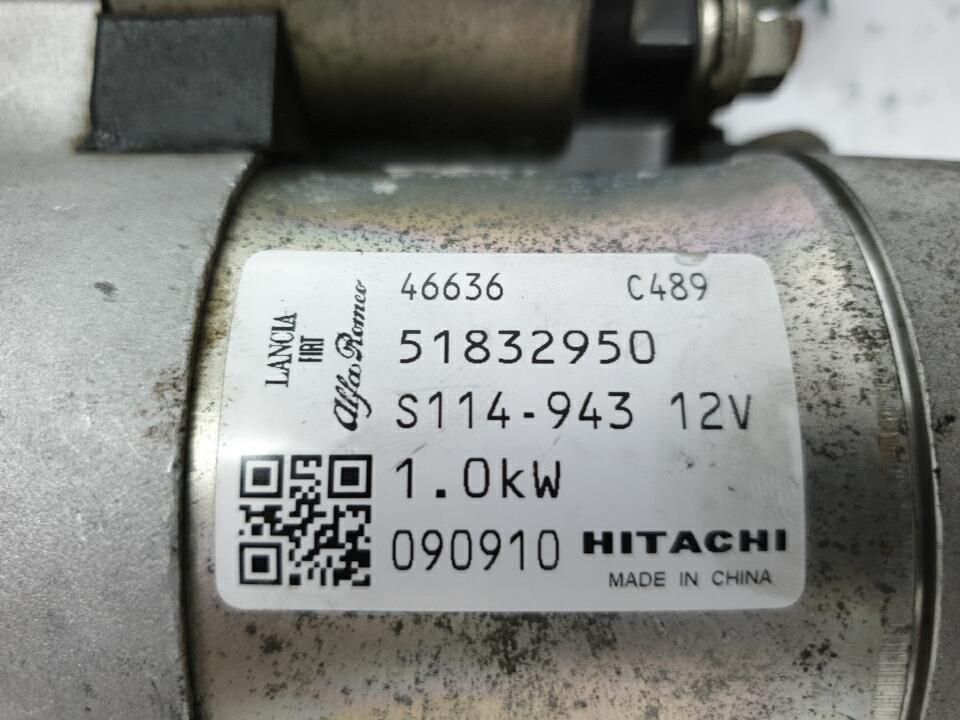 46636 C489
LANCIA
FIAT
Alfa Romeo
51832950
S114-943 12V
1.0kW
090910 HITACHI
MADE IN CHINA